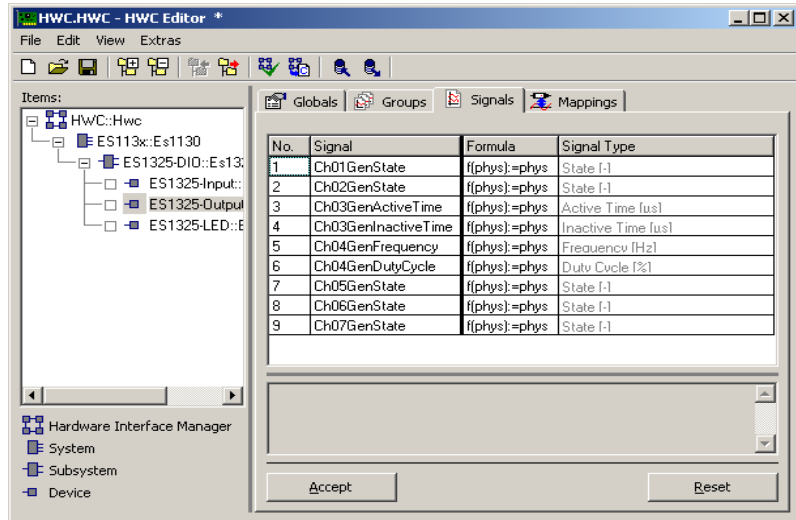 HWC.HWC - HWC Editor *
File Edit View Extras
Items:
HWC::Hwc
ES113x::Es1130
ES1325-DIO::Es13
ES1325-Input::
ES1325-Output
ES1325-LED::E
Hardware Interface Manager
System
Subsystem
Device
Globals Groups Signals Mappings
No. Signal Formula Signal Type
1 Ch01GenState f(phys):=phys State [-]
2 Ch02GenState f(phys):=phys State [-]
3 Ch03GenActiveTime f(phys):=phys Active Time [us]
4 Ch03GenInactiveTime f(phys):=phys Inactive Time [us]
5 Ch04GenFrequency f(phys):=phys Frequency [Hz]
6 Ch04GenDutyCycle f(phys):=phys Duty Cycle [%]
7 Ch05GenState f(phys):=phys State [-]
8 Ch06GenState f(phys):=phys State [-]
9 Ch07GenState f(phys):=phys State [-]
Accept Reset